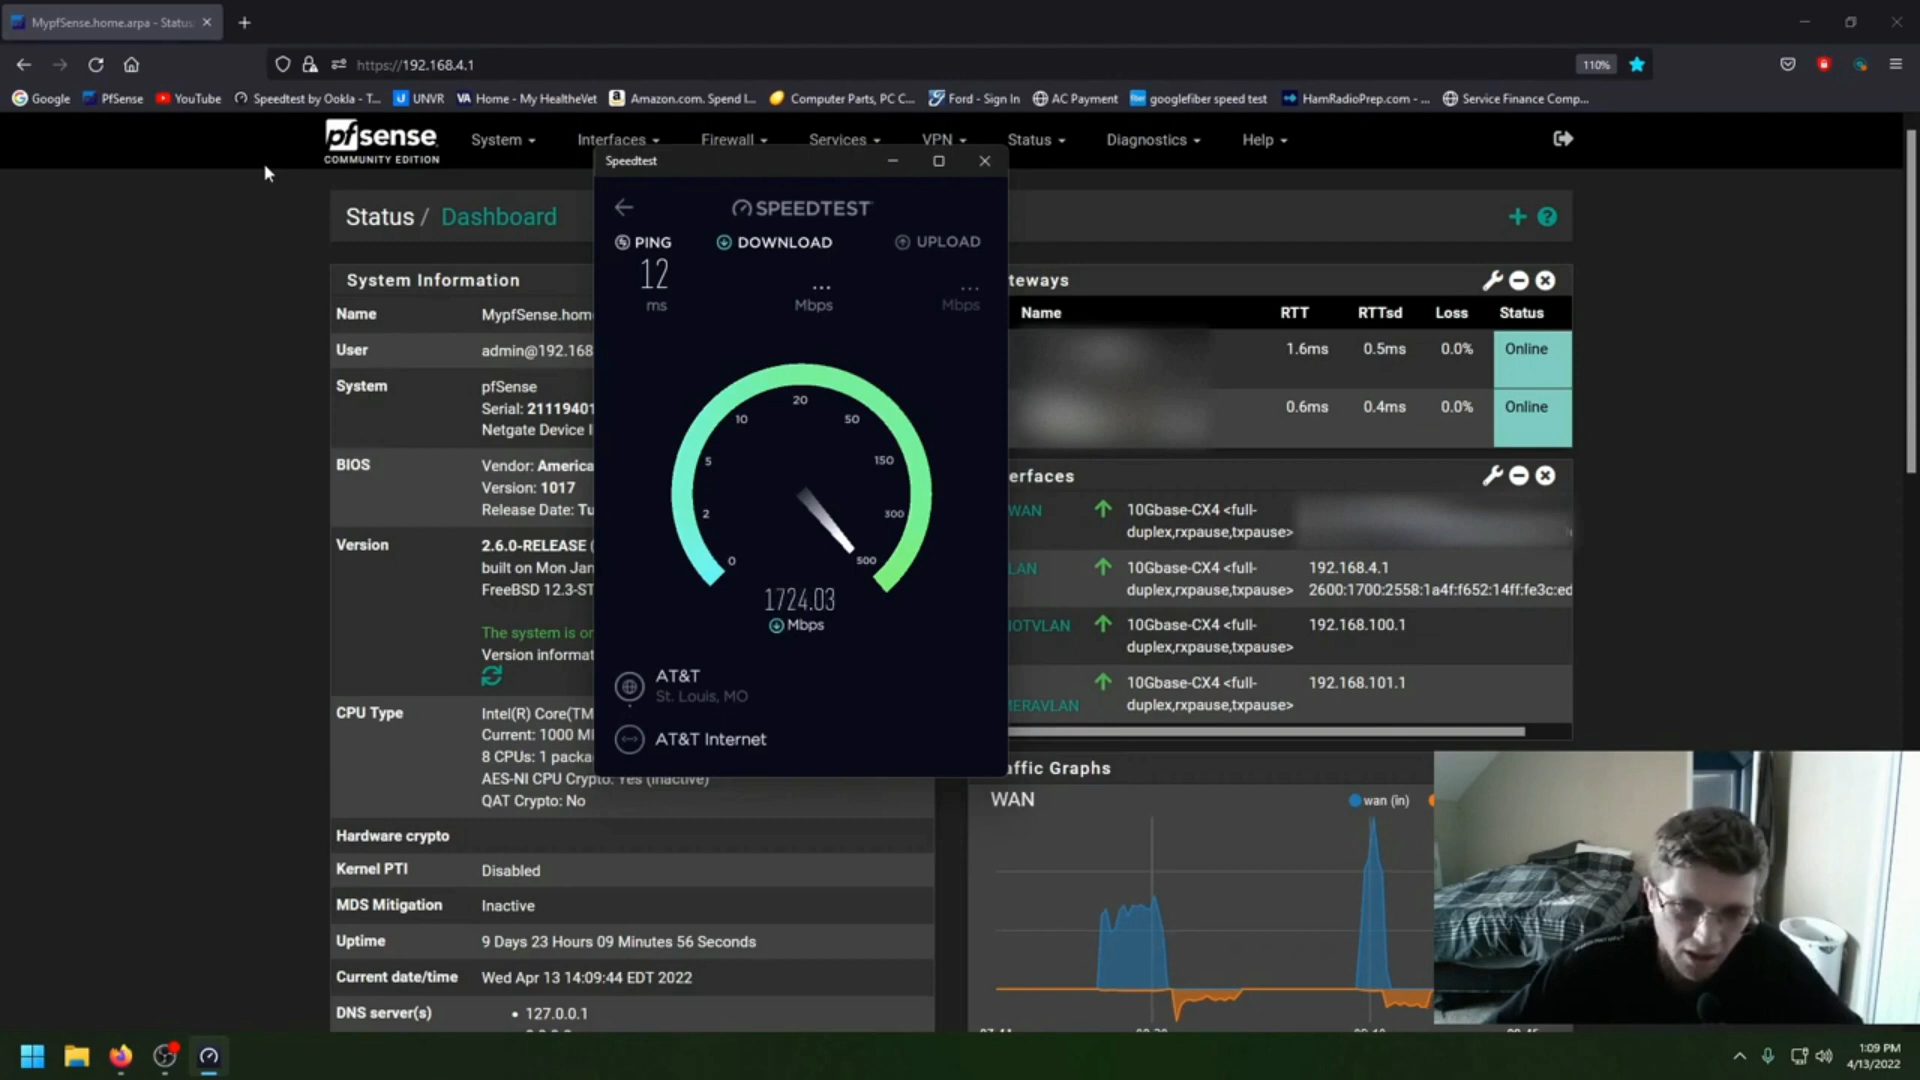 MypfSense.home.arpa - Status
https://192.168.4.1
110%
Google
PfSense
YouTube
Speedtest by Ookla - T...
UNVR
Home - My HealtheVet
Amazon.com. Spend l...
Computer Parts, PC C...
Ford - Sign In
AC Payment
googlefiber speed test
HamRadioPrep.com - ...
Service Finance Comp...
pfsense
COMMUNITY EDITION
System
Interfaces
Firewall
Services
VPN
Status
Diagnostics
Help
Status / Dashboard
System Information
Name
MypfSense.hom
User
admin@192.168
System
pfSense
Serial: 21119401
Netgate Device I
BIOS
Vendor: America
Version: 1017
Release Date: Tu
Version
2.6.0-RELEASE (
built on Mon Jan
FreeBSD 12.3-ST
The system is on
Version informat
CPU Type
Intel(R) Core(TM
Current: 1000 M
8 CPUs: 1 packa
AES-NI CPU Crypto: Yes (inactive)
QAT Crypto: No
Hardware crypto
Kernel PTI
Disabled
MDS Mitigation
Inactive
Uptime
9 Days 23 Hours 09 Minutes 56 Seconds
Current date/time
Wed Apr 13 14:09:44 EDT 2022
DNS server(s)
127.0.0.1
Speedtest
SPEEDTEST
PING
12
ms
DOWNLOAD
...
Mbps
UPLOAD
...
Mbps
0
2
5
10
20
50
150
300
500
1724.03
Mbps
AT&T
St. Louis, MO
AT&T Internet
teways
Name RTT RTTsd Loss Status
1.6ms 0.5ms 0.0% Online
0.6ms 0.4ms 0.0% Online
erfaces
WAN
10Gbase-CX4 <full-
duplex,rxpause,txpause>
LAN
10Gbase-CX4 <full-
duplex,rxpause,txpause>
192.168.4.1
2600:1700:2558:1a4f:f652:14ff:fe3c:ed
IOTVLAN
10Gbase-CX4 <full-
duplex,rxpause,txpause>
192.168.100.1
MERAVLAN
10Gbase-CX4 <full-
duplex,rxpause,txpause>
192.168.101.1
affic Graphs
WAN
wan (in)
1:09 PM
4/13/2022